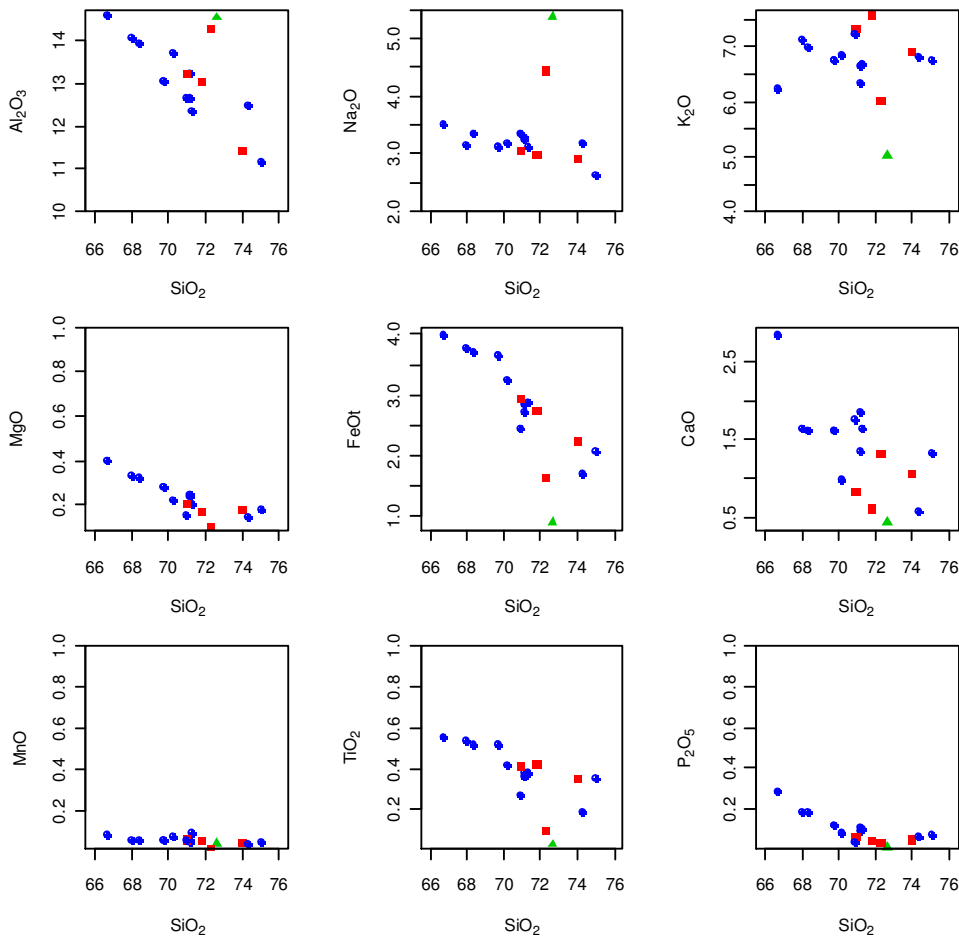 Al₂O₃
10 11 12 13 14
66 68 70 72 74 76
SiO₂
Na₂O
2.0 3.0 4.0 5.0
66 68 70 72 74 76
SiO₂
K₂O
4.0 5.0 6.0 7.0
66 68 70 72 74 76
SiO₂
MgO
0.2 0.4 0.6 0.8 1.0
66 68 70 72 74 76
SiO₂
FeOt
1.0 2.0 3.0 4.0
66 68 70 72 74 76
SiO₂
CaO
0.5 1.5 2.5
66 68 70 72 74 76
SiO₂
MnO
0.2 0.4 0.6 0.8 1.0
66 68 70 72 74 76
SiO₂
TiO₂
0.2 0.4 0.6 0.8 1.0
66 68 70 72 74 76
SiO₂
P₂O₅
0.2 0.4 0.6 0.8 1.0
66 68 70 72 74 76
SiO₂